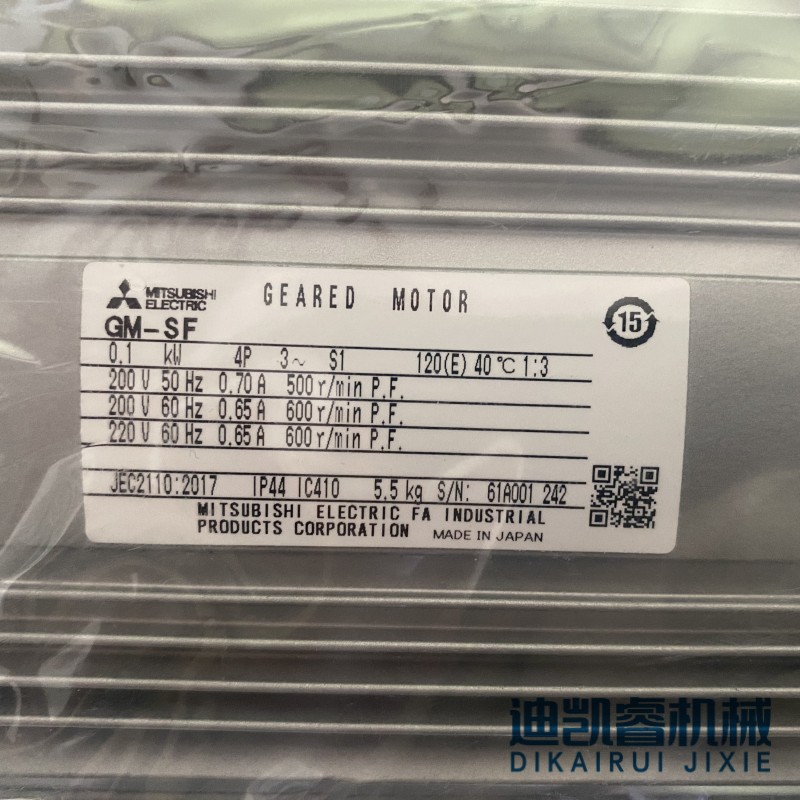 MITSUBISHI
ELECTRIC
GEARED MOTOR
15
GM-SF
0.1 kW 4P 3~ S1 120(E) 40℃ 1:3
200 V 50 Hz 0.70 A 500 r/min P.F.
200 V 60 Hz 0.65 A 600 r/min P.F.
220 V 60 Hz 0.65 A 600 r/min P.F.
JEC2110:2017 IP44 IC410 5.5 kg S/N: 61A001 242
MITSUBISHI ELECTRIC FA INDUSTRIAL
PRODUCTS CORPORATION MADE IN JAPAN
迪凯睿机械
DIKAIRUI JIXIE